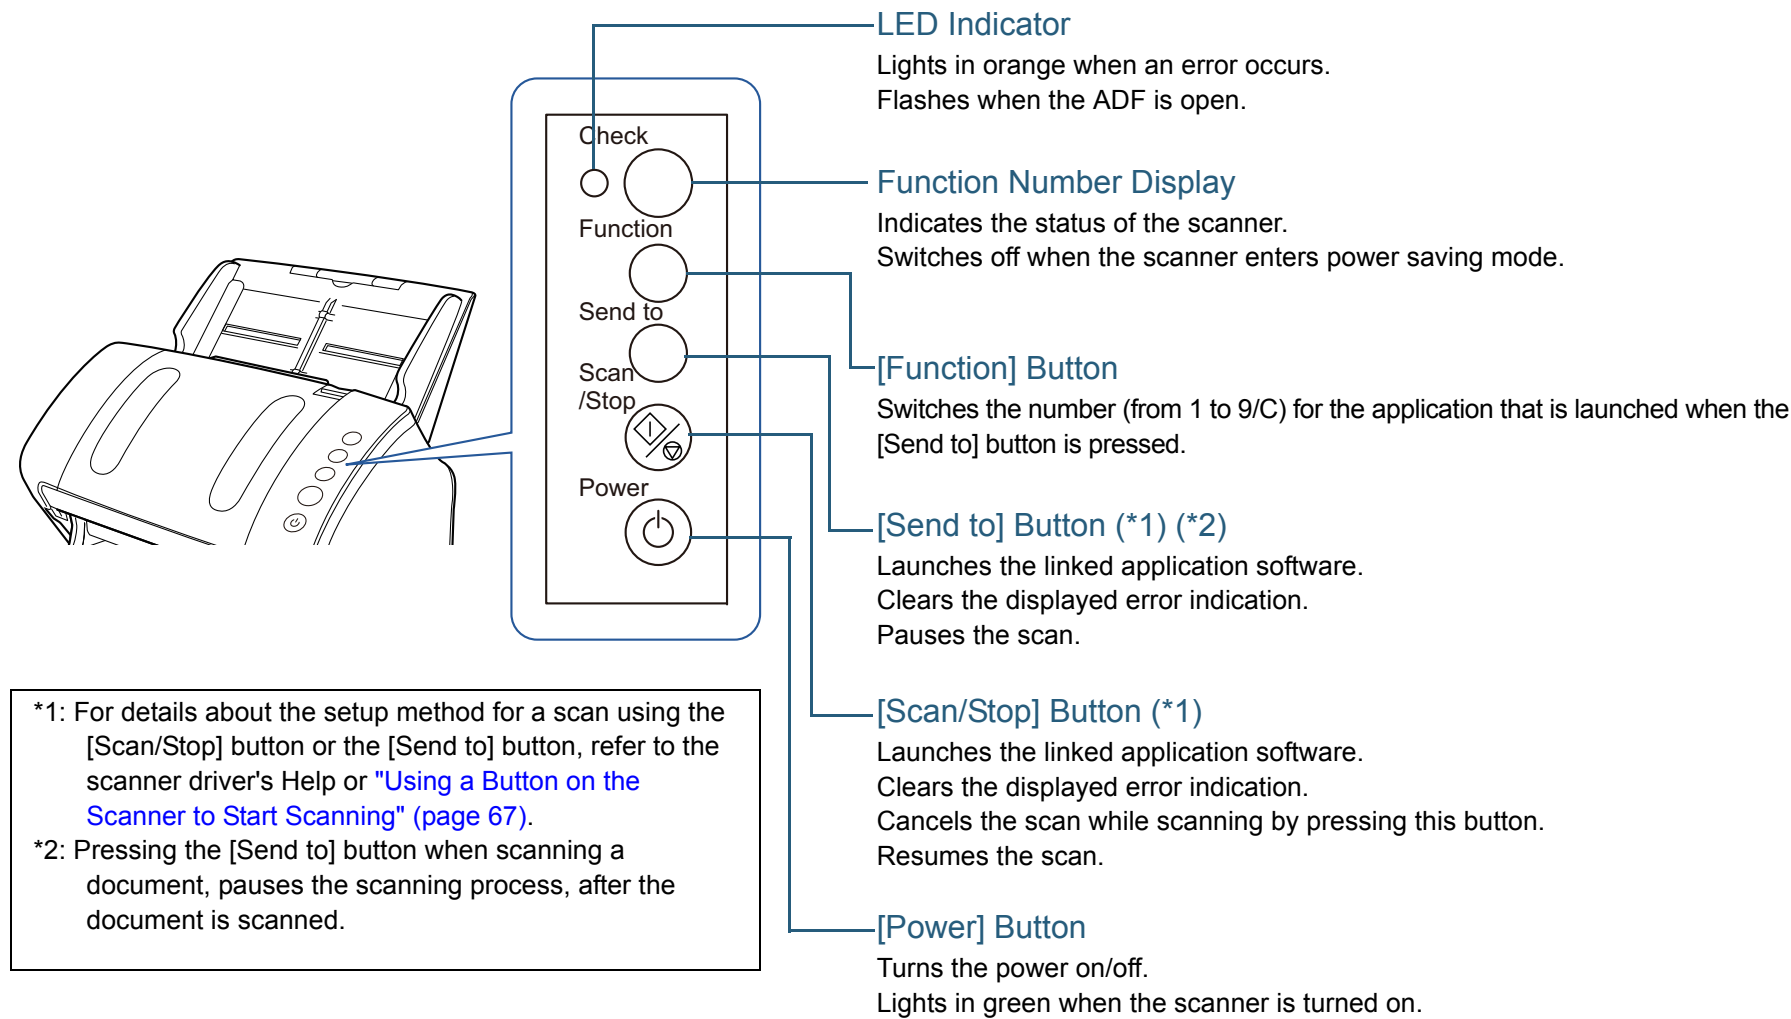 LED Indicator
Lights in orange when an error occurs.
Flashes when the ADF is open.
Check
Function Number Display
Indicates the status of the scanner.
Switches off when the scanner enters power saving mode.
Function
Send to
Scan
/Stop
Power
[Function] Button
Switches the number (from 1 to 9/C) for the application that is launched when the
[Send to] button is pressed.
[Send to] Button (*1) (*2)
Launches the linked application software.
Clears the displayed error indication.
Pauses the scan.
[Scan/Stop] Button (*1)
Launches the linked application software.
Clears the displayed error indication.
Cancels the scan while scanning by pressing this button.
Resumes the scan.
[Power] Button
Turns the power on/off.
Lights in green when the scanner is turned on.
*1: For details about the setup method for a scan using the
[Scan/Stop] button or the [Send to] button, refer to the
scanner driver's Help or "Using a Button on the
Scanner to Start Scanning" (page 67).
*2: Pressing the [Send to] button when scanning a
document, pauses the scanning process, after the
document is scanned.